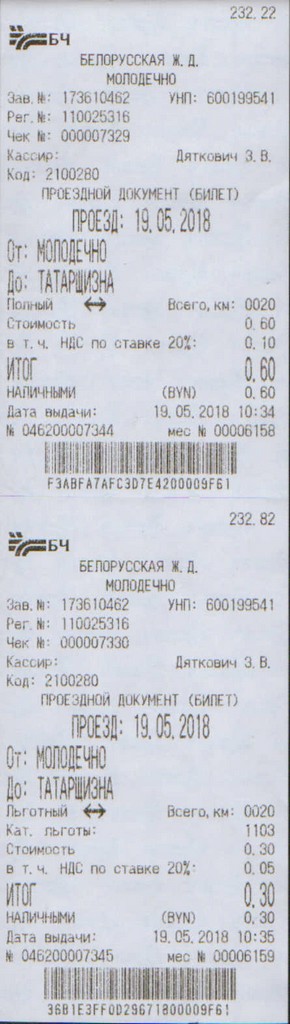 232.22
БЧ
БЕЛОРУССКАЯ Ж.Д.
МОЛОДЕЧНО
Зав.№: 173610462 УНП: 600199541
Рег.№: 110025316
Чек №: 000007329
Кассир: Дяткович З.В.
Код: 2100280
ПРОЕЗДНОЙ ДОКУМЕНТ (БИЛЕТ)
ПРОЕЗД: 19.05.2018
От: МОЛОДЕЧНО
До: ТАТАРЩИЗНА
Полный ↔ Всего,км: 0020
Стоимость 0.60
в т.ч. НДС по ставке 20%: 0.10
ИТОГ 0.60
НАЛИЧНЫМИ (BYN) 0.60
Дата выдачи: 19.05.2018 10:34
№ 046200007344 мес № 00006158
F3ABFA7AFC3D7E4200009F61
232.82
БЧ
БЕЛОРУССКАЯ Ж.Д.
МОЛОДЕЧНО
Зав.№: 173610462 УНП: 600199541
Рег.№: 110025316
Чек №: 000007330
Кассир: Дяткович З.В.
Код: 2100280
ПРОЕЗДНОЙ ДОКУМЕНТ (БИЛЕТ)
ПРОЕЗД: 19.05.2018
От: МОЛОДЕЧНО
До: ТАТАРЩИЗНА
Льготный ↔ Всего,км: 0020
Кат. льготы: 1103
Стоимость 0.30
в т.ч. НДС по ставке 20%: 0.05
ИТОГ 0.30
НАЛИЧНЫМИ (BYN) 0.30
Дата выдачи: 19.05.2018 10:35
№ 046200007345 мес № 00006159
36B1E3FF0D29671800009F61